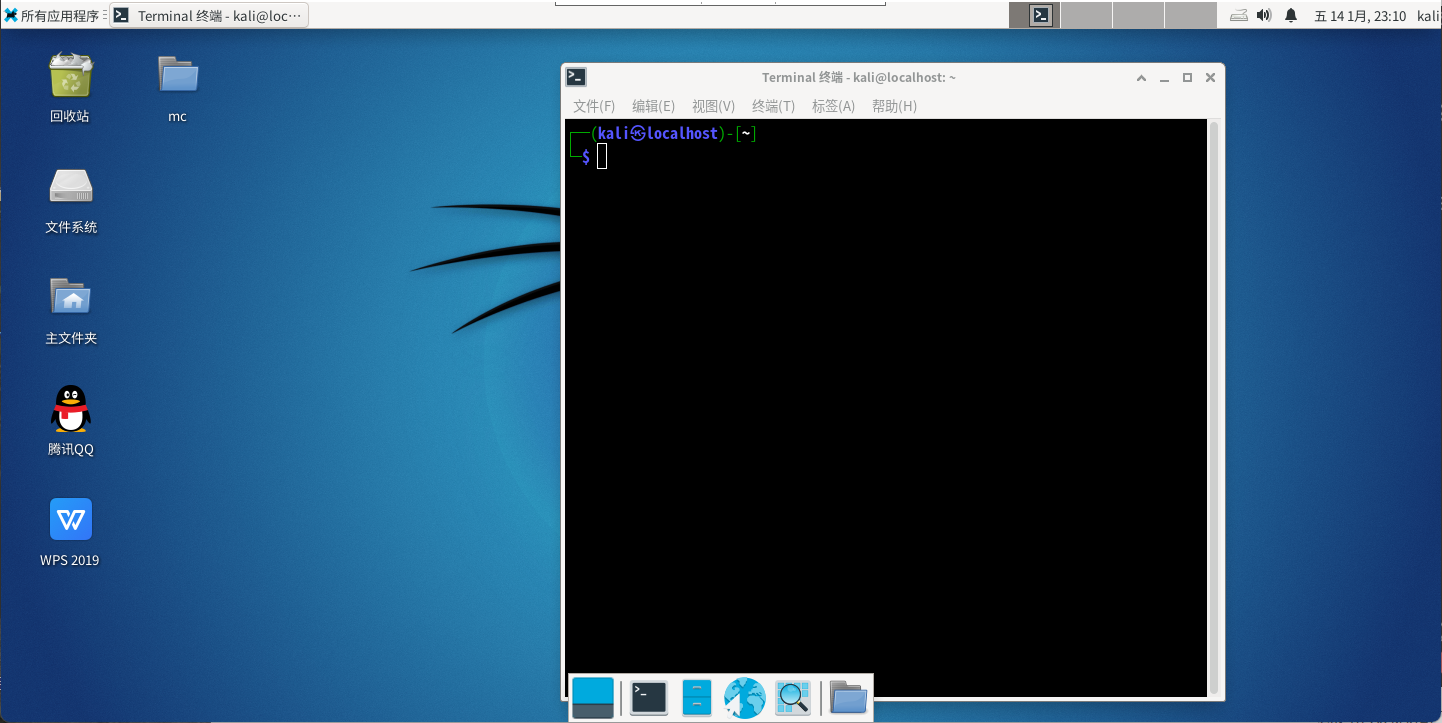 所有应用程序
Terminal 终端 - kali@loc…
五 14 1月, 23:10
kali
回收站
mc
文件系统
主文件夹
腾讯QQ
WPS 2019
Terminal 终端 - kali@localhost: ~
文件(F) 编辑(E) 视图(V) 终端(T) 标签(A) 帮助(H)
┌──(kali㉿localhost)-[~]
└─$